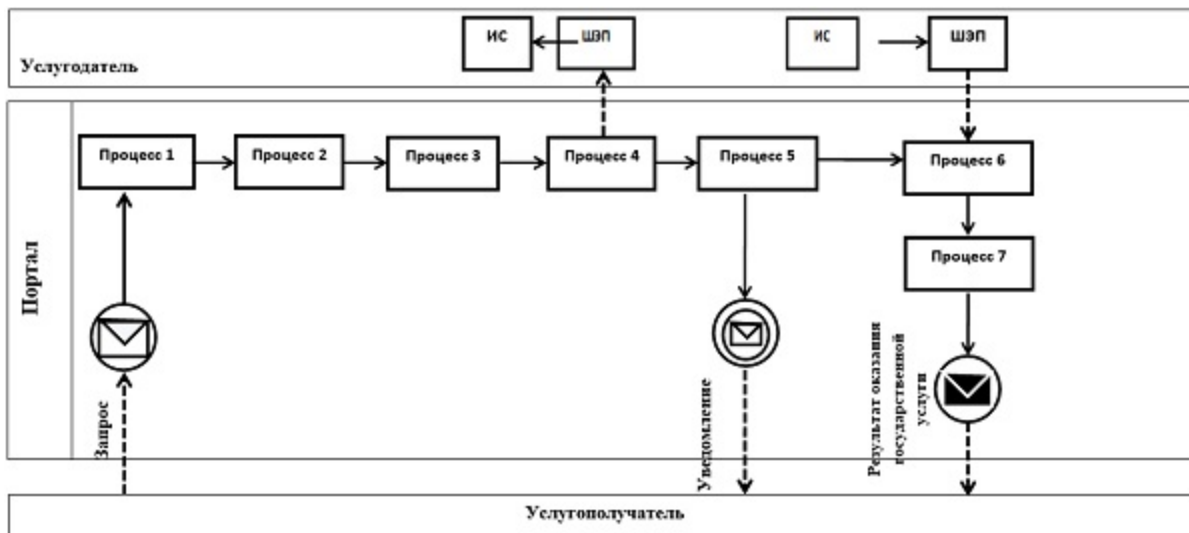 ИС
ШЭП
ИС
ШЭП
Услугодатель
Процесс 1
Процесс 2
Процесс 3
Процесс 4
Процесс 5
Процесс 6
Процесс 7
Портал
Запрос
Уведомление
Результат оказания
государственной
услуги
Услугополучатель